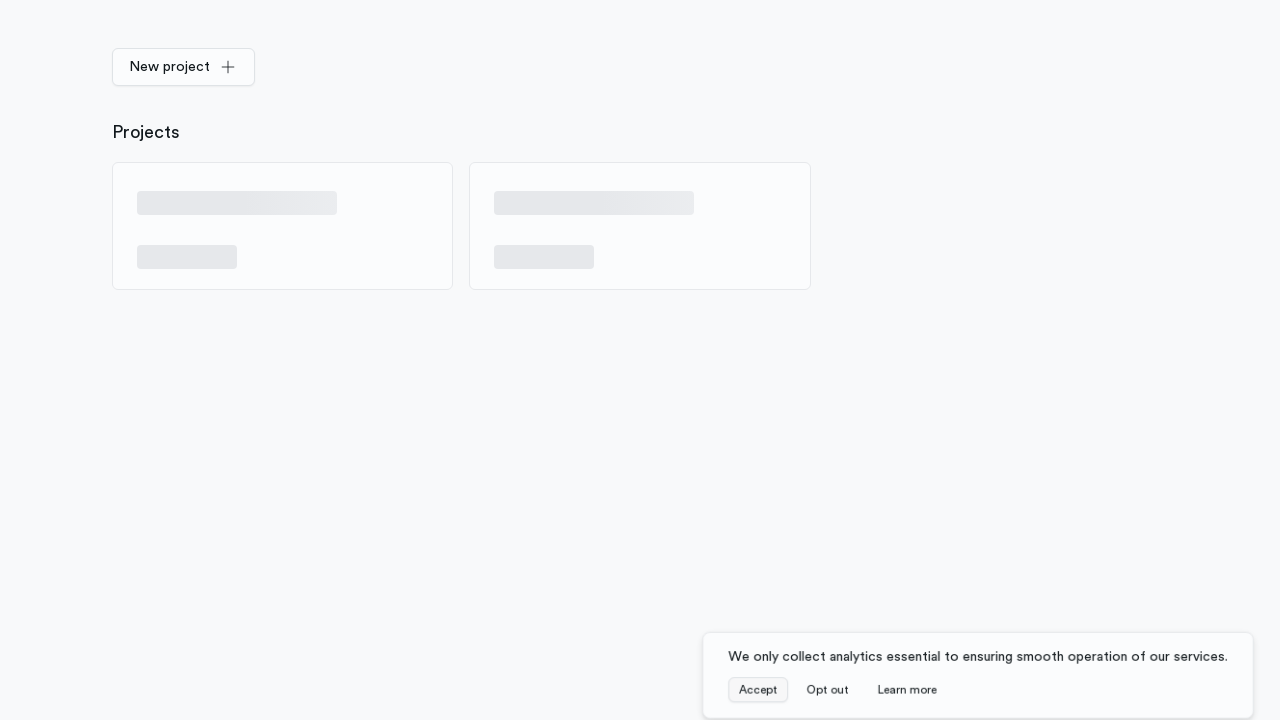 New project
Projects
We only collect analytics essential to ensuring smooth operation of our services.
Accept Opt out Learn more